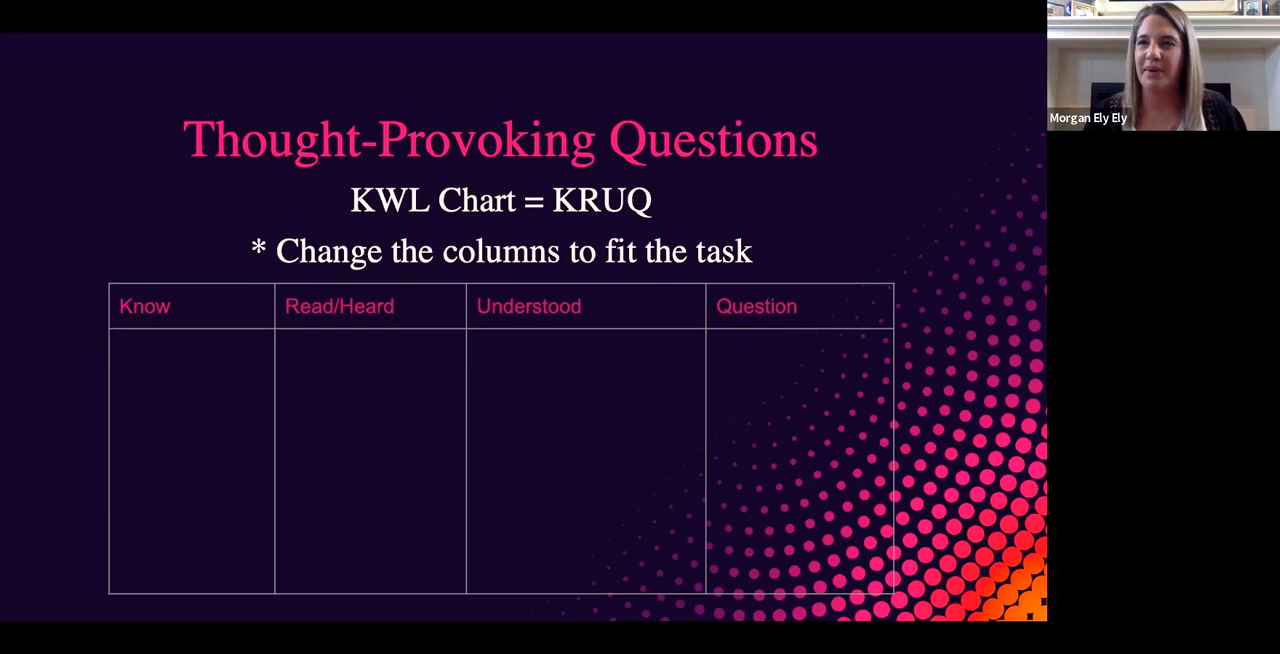 Thought-Provoking Questions
KWL Chart = KRUQ
* Change the columns to fit the task
Know
Read/Heard
Understood
Question
Morgan Ely Ely